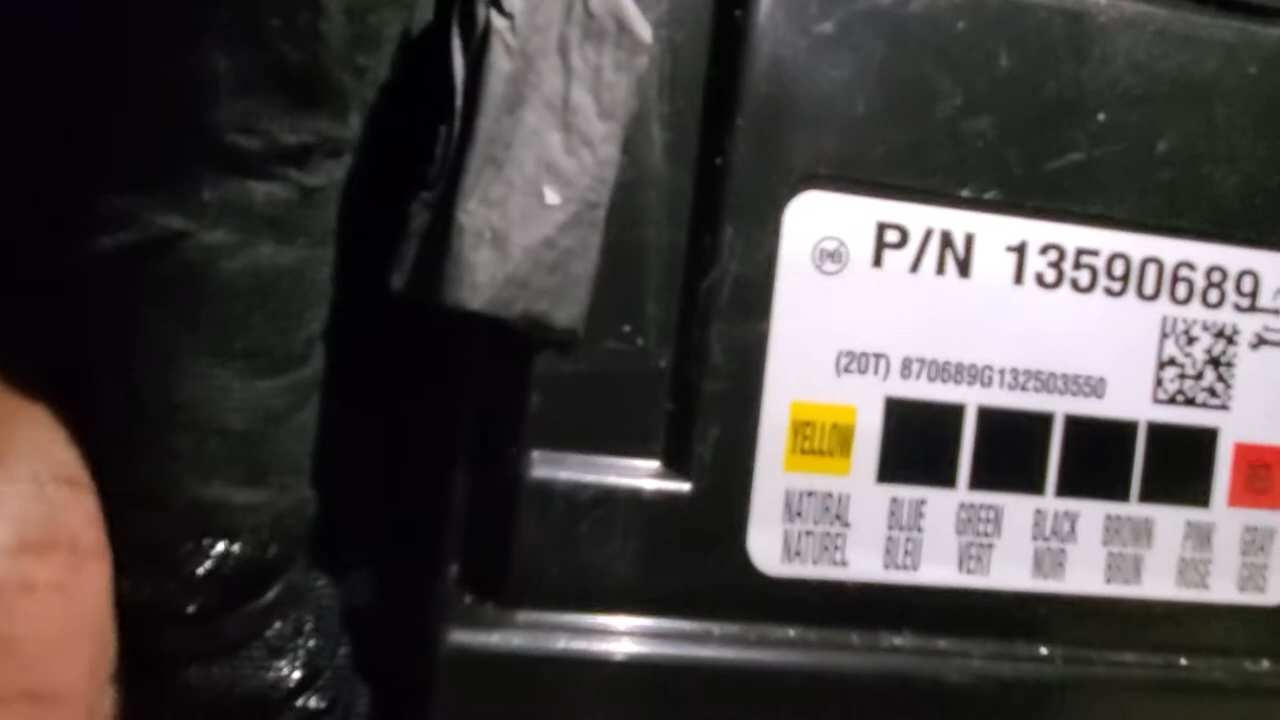 P/N 13590689
(20T) 870689G132503550
YELLOW
NATURAL BLUE GREEN BLACK BROWN PINK GRAY
NATUREL BLEU VERT NOIR BRUN ROSE GRIS